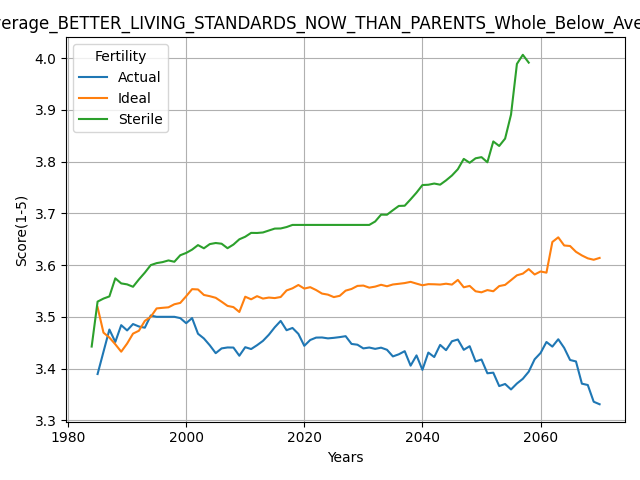 erage_BETTER_LIVING_STANDARDS_NOW_THAN_PARENTS_Whole_Below_Ave
Fertility
Actual
Ideal
Sterile
Score(1-5)
4.0
3.9
3.8
3.7
3.6
3.5
3.4
3.3
1980
2000
2020
2040
2060
Years